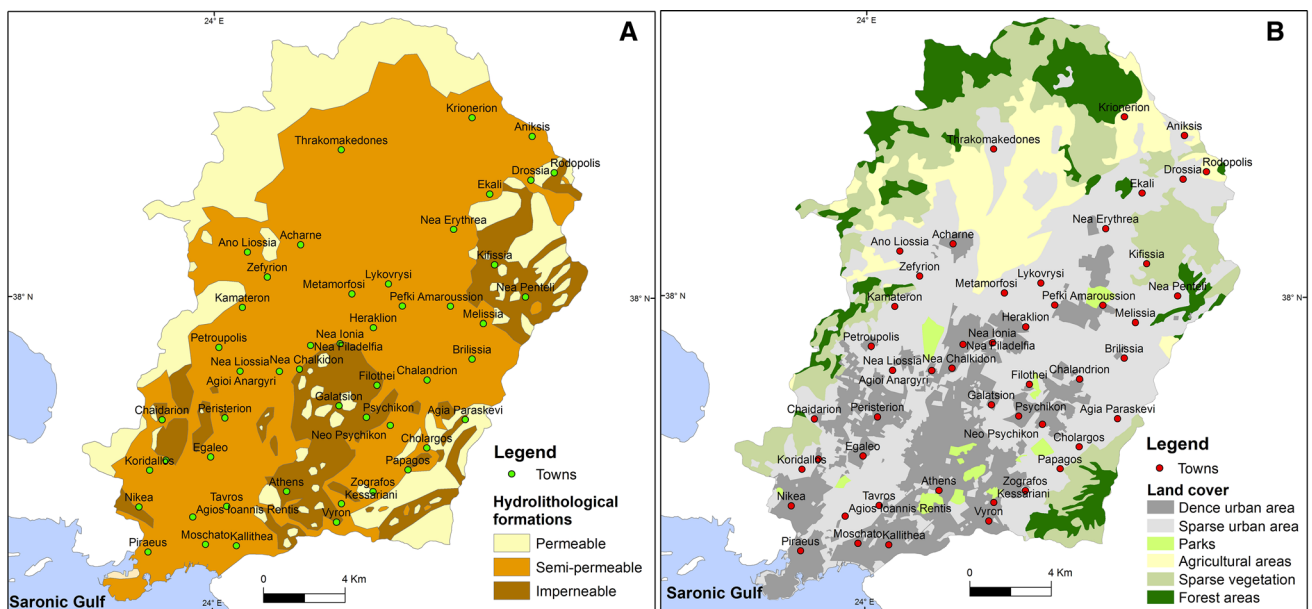 24° E
A
Krionerion
Aniksis
Thrakomakedones
Rodopolis
Drossia
Ekali
Nea Erythrea
Acharne
Ano Liossia
Kifissia
Zefyrion
Lykovrysi
Metamorfosi
Nea Penteli
38° N
Kamateron
Pefki Amaroussion
Melissia
Heraklion
Petroupolis
Nea Ionia
Nea Filadelfia
Brilissia
Nea Liossia
Nea Chalkidon
Agioi Anargyri
Filothei
Chalandrion
Galatsion
Chaidarion
Peristerion
Psychikon
Agia Paraskevi
Neo Psychikon
Cholargos
Egaleo
Koridallos
Papagos
Legend
Towns
Athens
Zografos
Kessariani
Nikea
Tavros
Agios Ioannis Rentis
Vyron
Hydrolithological
formations
Permeable
Semi-permeable
Imperneable
Moschato
Kallithea
Piraeus
0
4 Km
Saronic Gulf
24° E
24° E
B
Krionerion
Aniksis
Thrakomakedones
Rodopolis
Drossia
Ekali
Nea Erythrea
Acharne
Ano Liossia
Kifissia
Zefyrion
Lykovrysi
Metamorfosi
Nea Penteli
38° N
Kamateron
Pefki Amaroussion
Melissia
Heraklion
Petroupolis
Nea Ionia
Nea Filadelfia
Brilissia
Nea Liossia
Nea Chalkidon
Agioi Anargyri
Filothei
Chalandrion
Galatsion
Chaidarion
Peristerion
Psychikon
Agia Paraskevi
Neo Psychikon
Cholargos
Egaleo
Koridallos
Papagos
Legend
Towns
Land cover
Dence urban area
Sparse urban area
Parks
Agricultural areas
Sparse vegetation
Forest areas
Athens
Zografos
Kessariani
Nikea
Tavros
Agios Ioannis Rentis
Vyron
Moschato
Kallithea
Piraeus
0
4 Km
Saronic Gulf
24° E